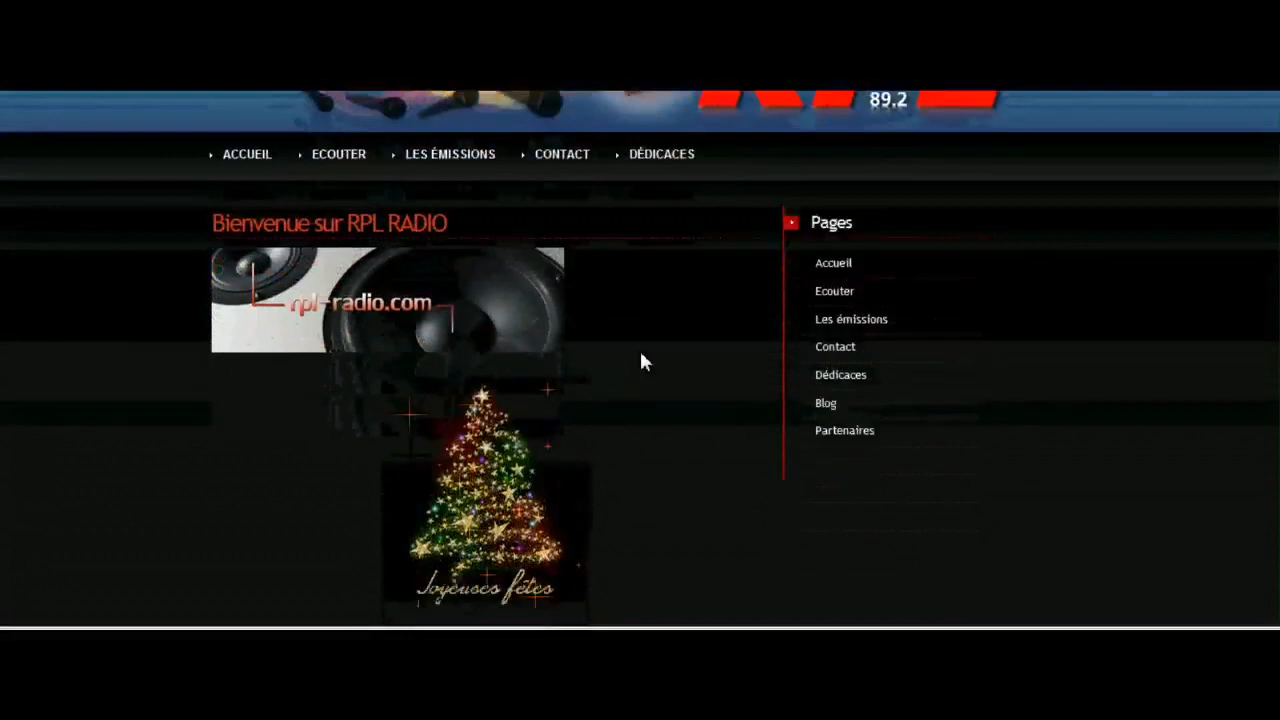 89.2
ACCUEIL ECOUTER LES ÉMISSIONS CONTACT DÉDICACES
Bienvenue sur RPL RADIO
rpl-radio.com
Joyeuses fêtes
Pages
Accueil
Ecouter
Les émissions
Contact
Dédicaces
Blog
Partenaires